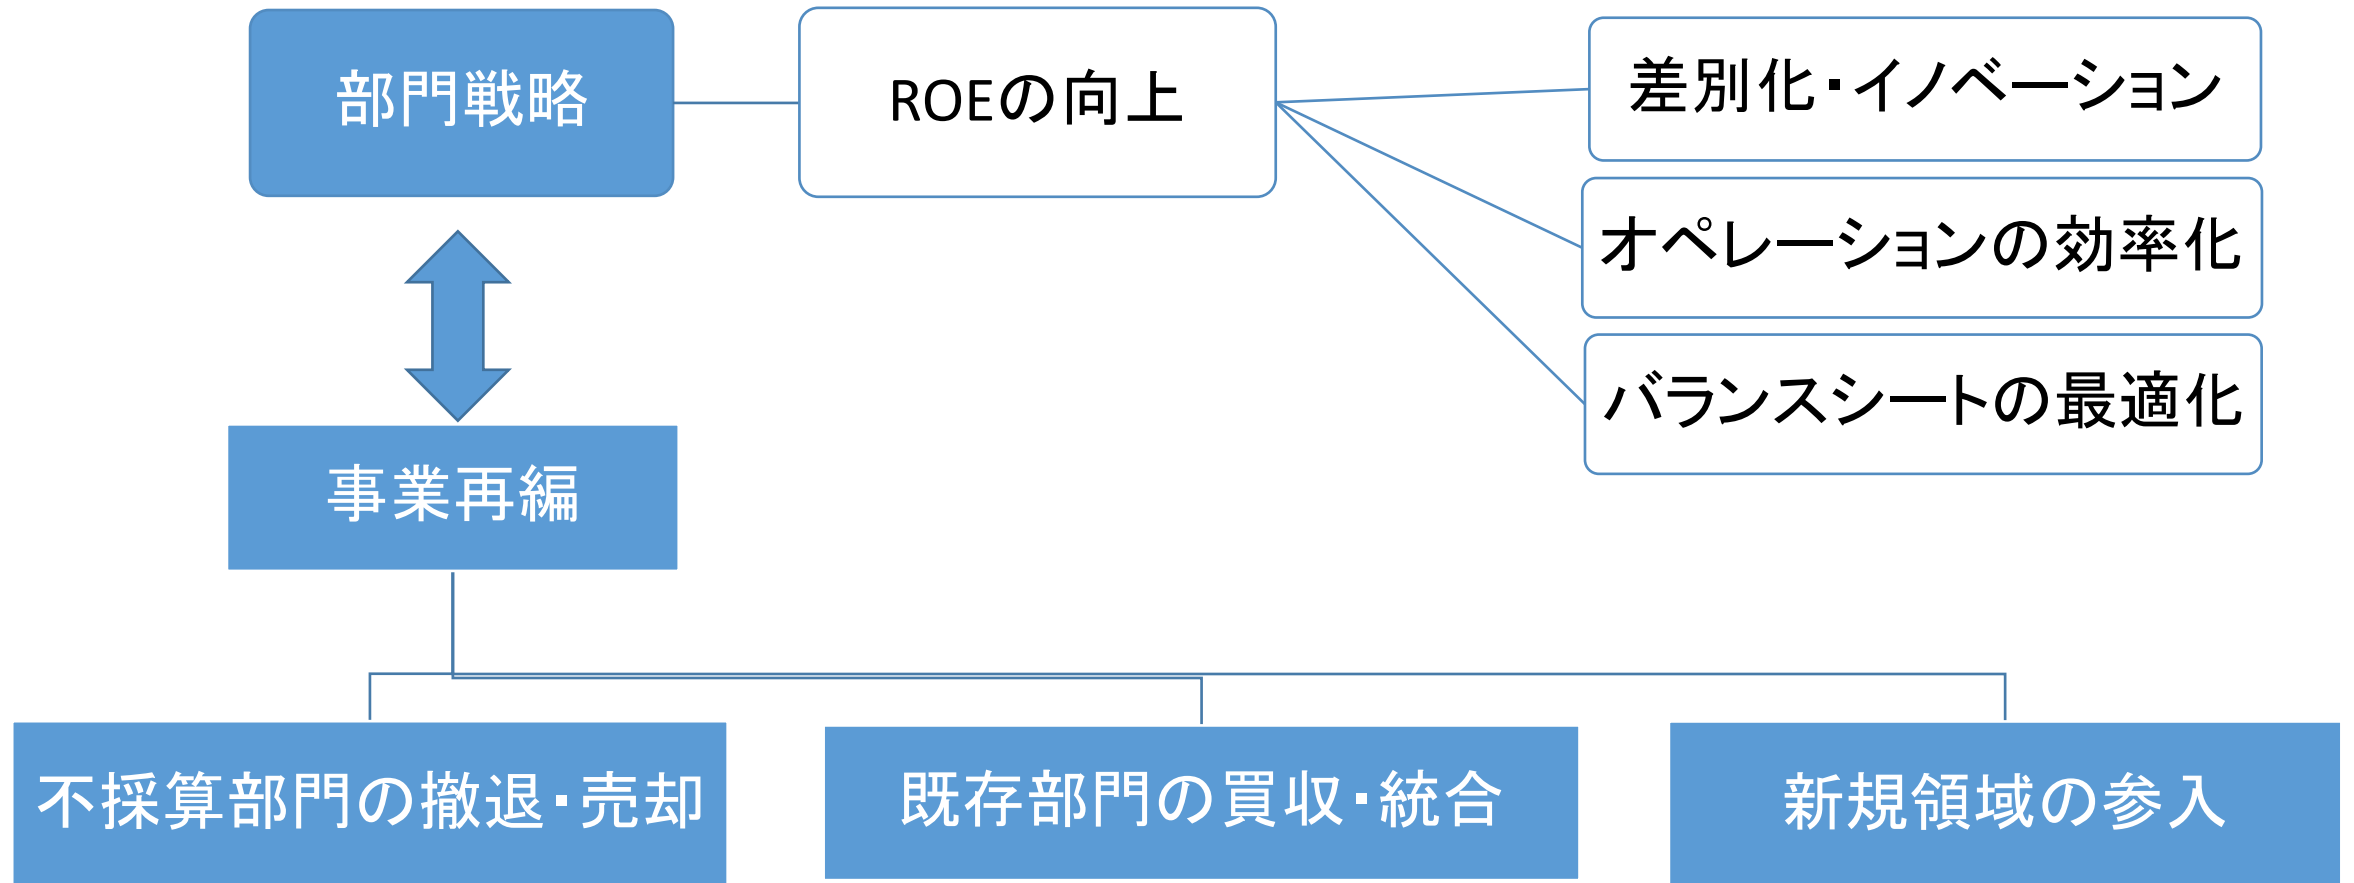 部門戦略
ROEの向上
差別化・イノベーション
オペレーションの効率化
バランスシートの最適化
事業再編
不採算部門の撤退・売却
既存部門の買収・統合
新規領域の参入